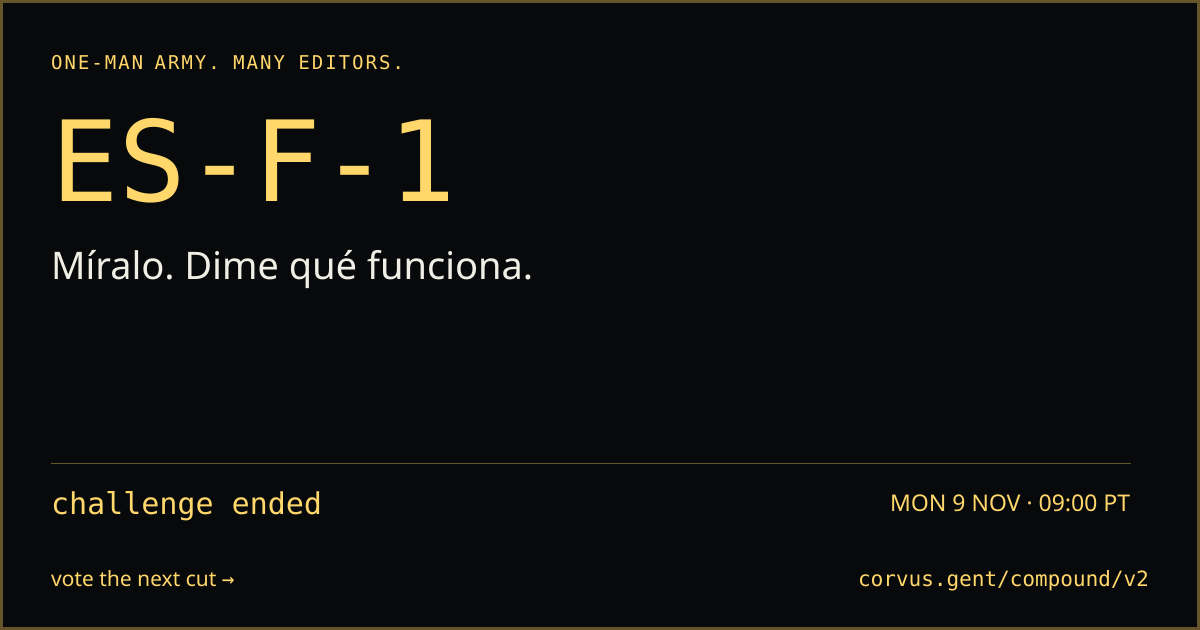 ONE-MAN ARMY. MANY EDITORS.
ES-F-1
Míralo. Dime qué funciona.
challenge ended
MON 9 NOV · 09:00 PT
vote the next cut →
corvus.gent/compound/v2